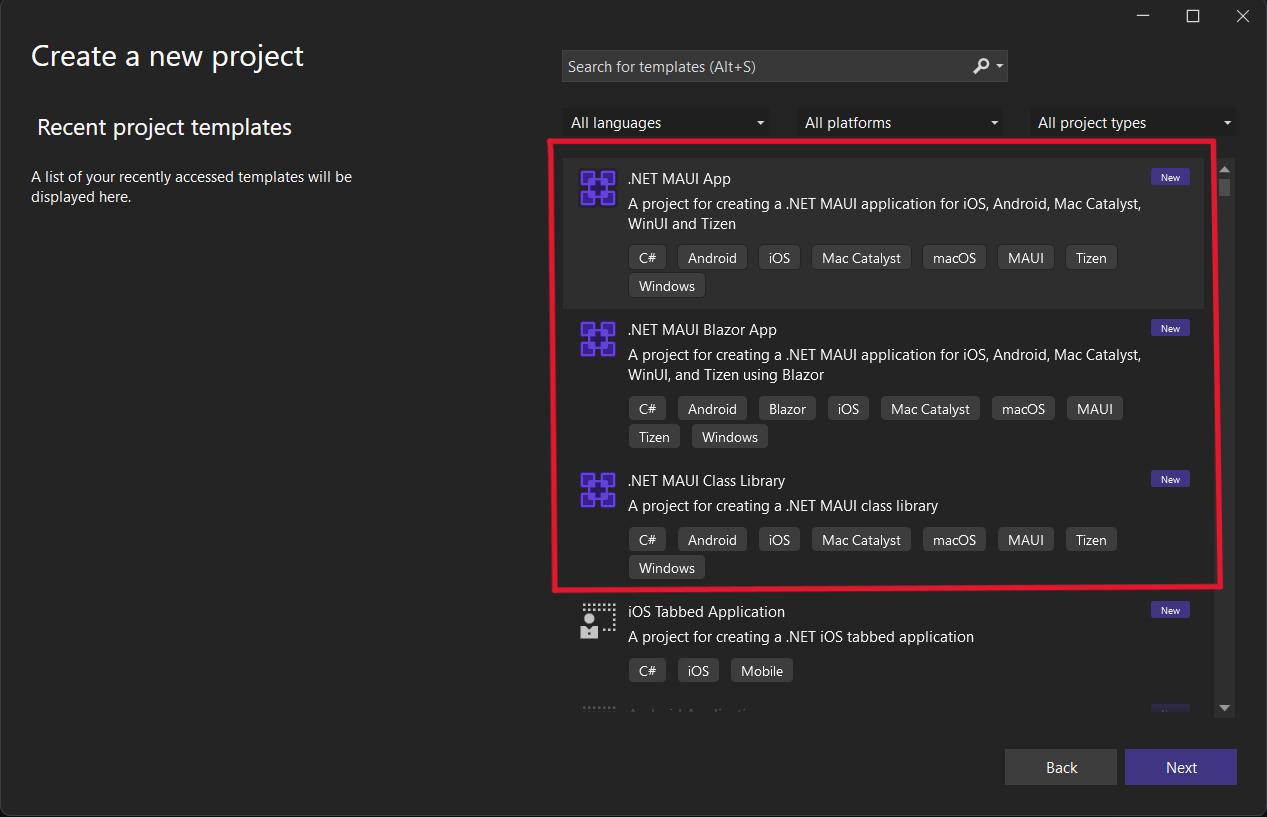 Create a new project
Recent project templates
A list of your recently accessed templates will be
displayed here.
Search for templates (Alt+S)
All languages
All platforms
All project types
.NET MAUI App
New
A project for creating a .NET MAUI application for iOS, Android, Mac Catalyst,
WinUI and Tizen
C# Android iOS Mac Catalyst macOS MAUI Tizen
Windows
.NET MAUI Blazor App
New
A project for creating a .NET MAUI application for iOS, Android, Mac Catalyst,
WinUI, and Tizen using Blazor
C# Android Blazor iOS Mac Catalyst macOS MAUI
Tizen Windows
.NET MAUI Class Library
New
A project for creating a .NET MAUI class library
C# Android iOS Mac Catalyst macOS MAUI Tizen
Windows
iOS Tabbed Application
New
A project for creating a .NET iOS tabbed application
C# iOS Mobile
Back
Next